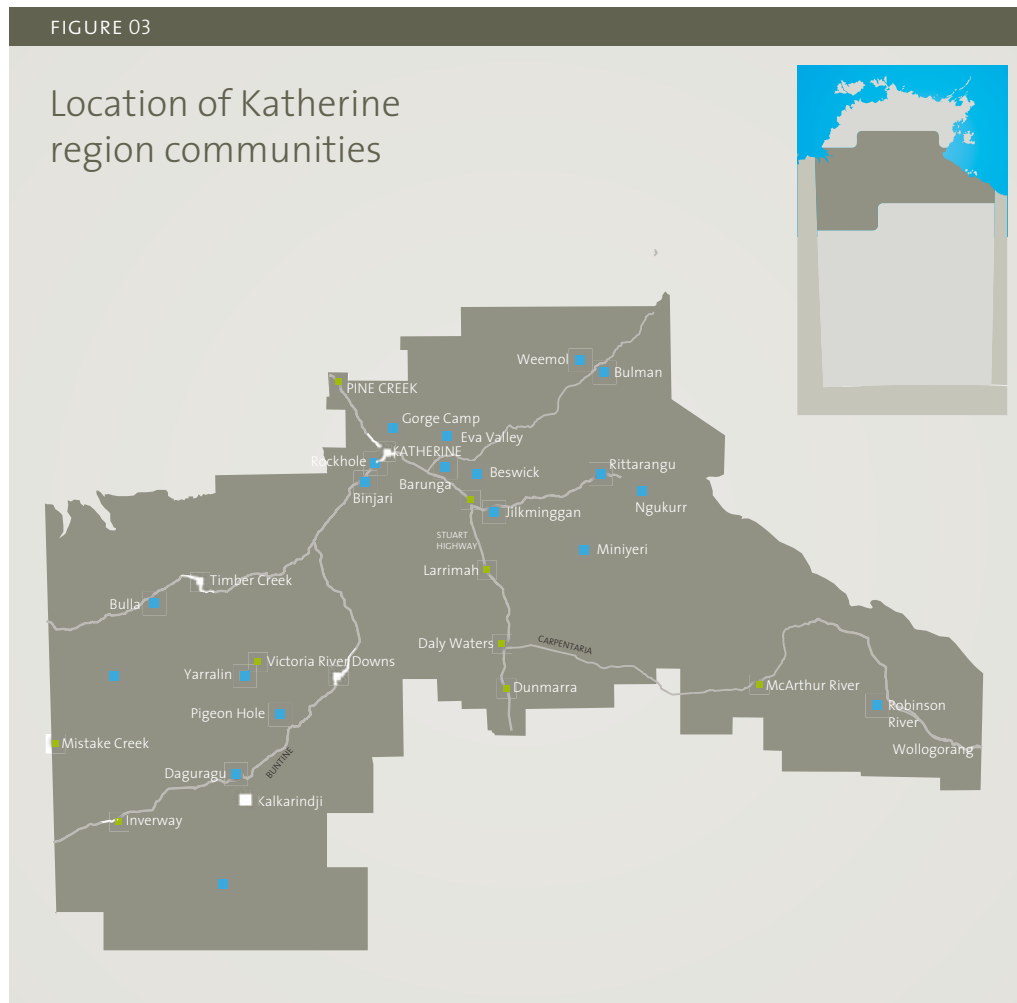 FIGURE 03
Location of Katherine
region communities
Weemol
Bulman
PINE CREEK
Gorge Camp
Eva Valley
KATHERINE
Rockhole
Rittarangu
Beswick
Barunga
Binjari
Ngukurr
Jilkminggan
STUART
HIGHWAY
Miniyeri
Larrimah
Timber Creek
Bulla
Daly Waters
CARPENTARIA
Victoria River Downs
Yarralin
McArthur River
Dunmarra
Robinson
River
Pigeon Hole
Mistake Creek
Wollogorang
BUNTINE
Daguragu
Kalkarindji
Inverway